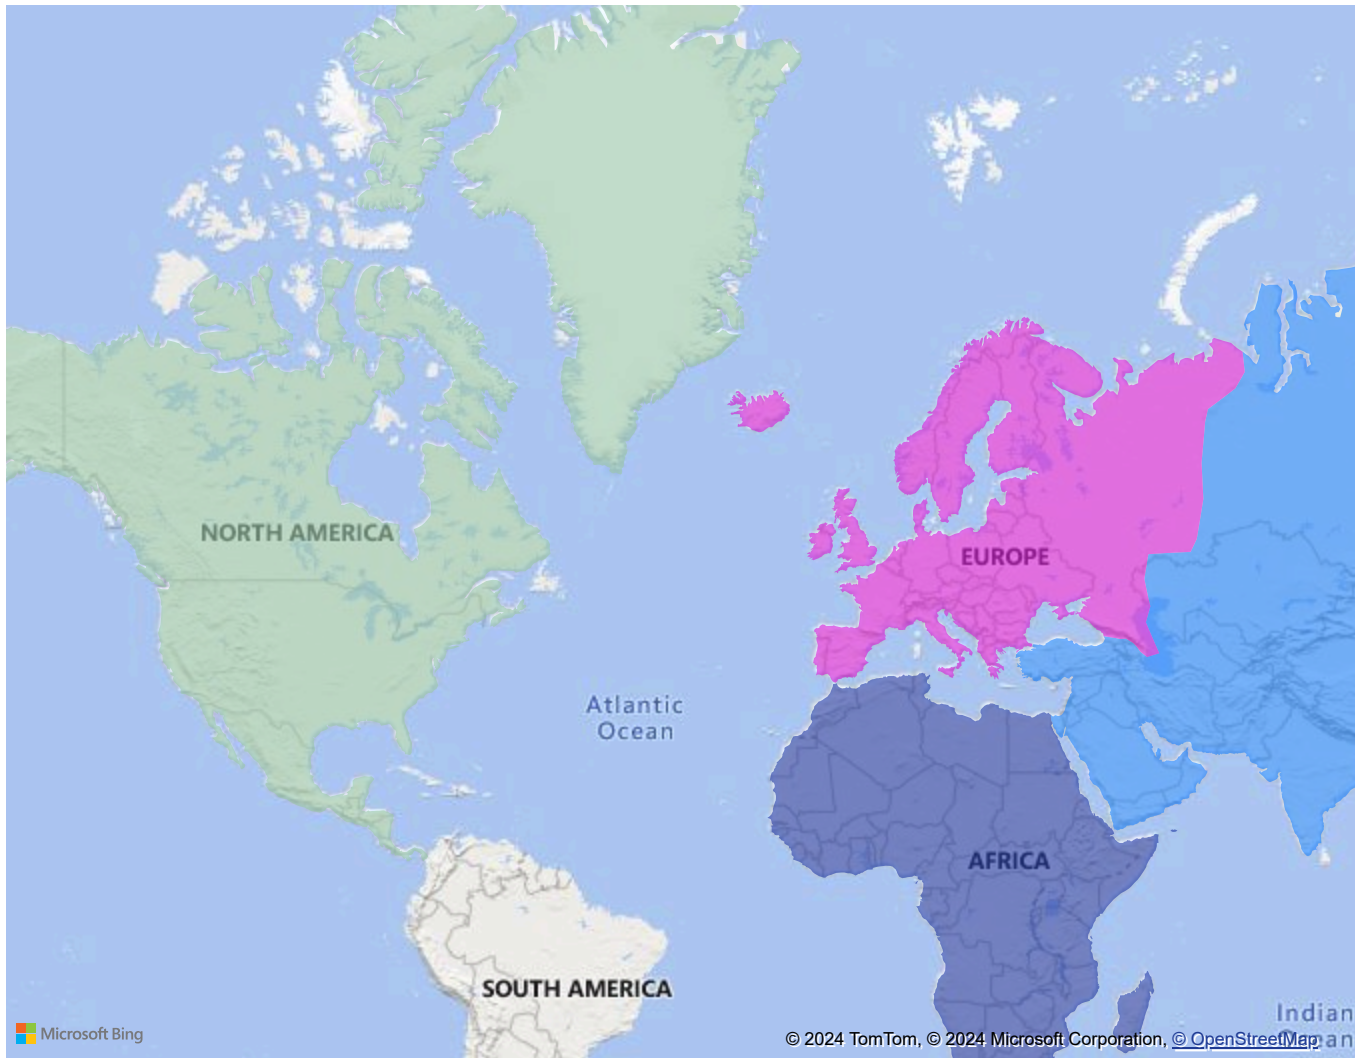 NORTH AMERICA
EUROPE
Atlantic
Ocean
AFRICA
SOUTH AMERICA
Indian
Microsoft Bing
© 2024 TomTom, © 2024 Microsoft Corporation, © OpenStreetMap